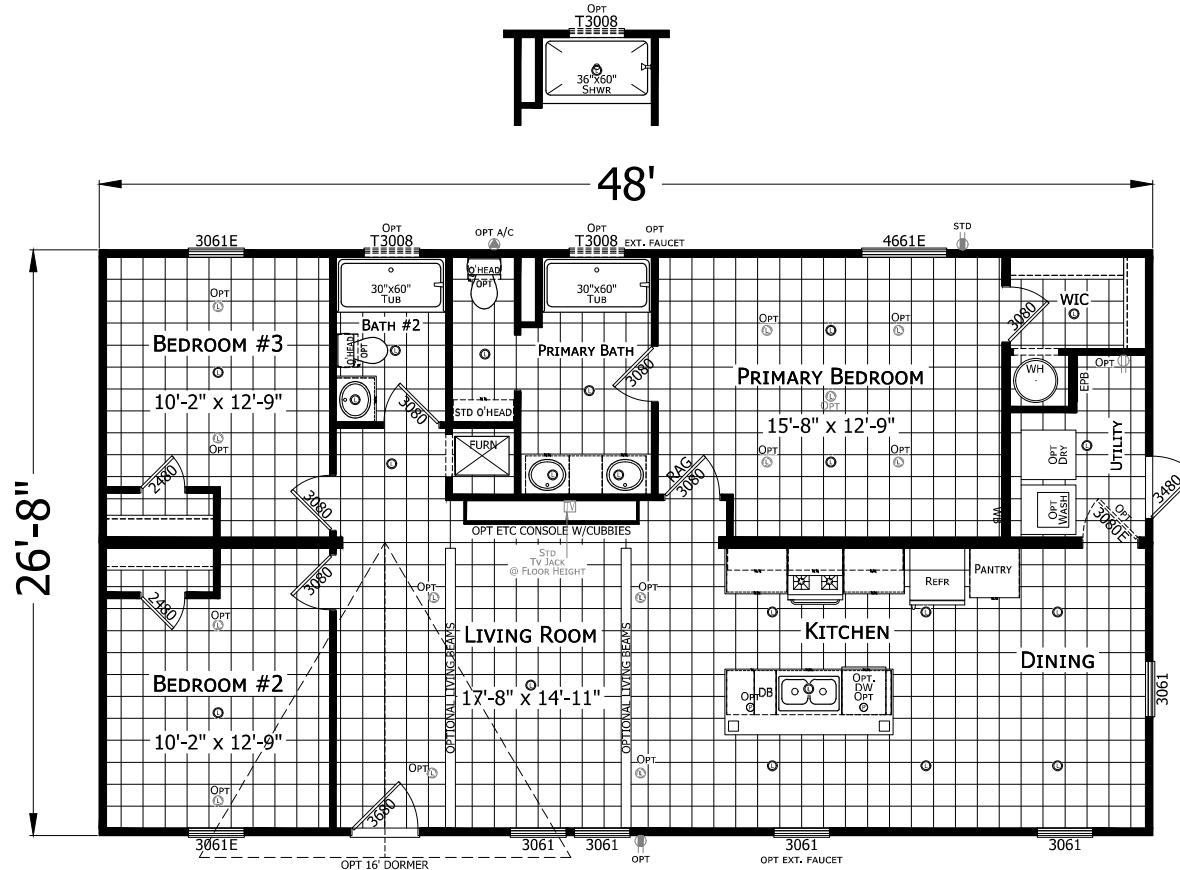 OPT
T3008
36"x60"
SHWR
48'
26'-8"
3061E
OPT
T3008
OPT A/C
OPT
T3008
OPT
EXT. FAUCET
4661E
STD
OPT
BEDROOM #3
10'-2" x 12'-9"
OPT
2480
3080
30"x60"
TUB
BATH #2
O'HEAD
OPT
3080
O'HEAD
OPT
STD O'HEAD
FURN
30"x60"
TUB
PRIMARY BATH
3080
OPT
OPT
PRIMARY BEDROOM
OPT
15'-8" x 12'-9"
OPT
OPT
RAG
3080
WIC
3080
WH
EPB
OPT
UTILITY
OPT
DRY
OPT
WASH
WB
OPT
3080E
3480
TV
OPT ETC CONSOLE W/CUBBIES
STD
TV JACK
@ FLOOR HEIGHT
2480
3080
OPT
BEDROOM #2
10'-2" x 12'-9"
OPT
3061E
OPT
OPT
LIVING ROOM
17'-8" x 14'-11"
OPTIONAL LIVING BEAMS
OPTIONAL LIVING BEAMS
OPT
OPT
3680
OPT 16' DORMER
3061
3061
OPT
REFR
PANTRY
KITCHEN
DINING
OPT
DB
OPT.
DW
OPT
3061
3061
OPT EXT. FAUCET
3061